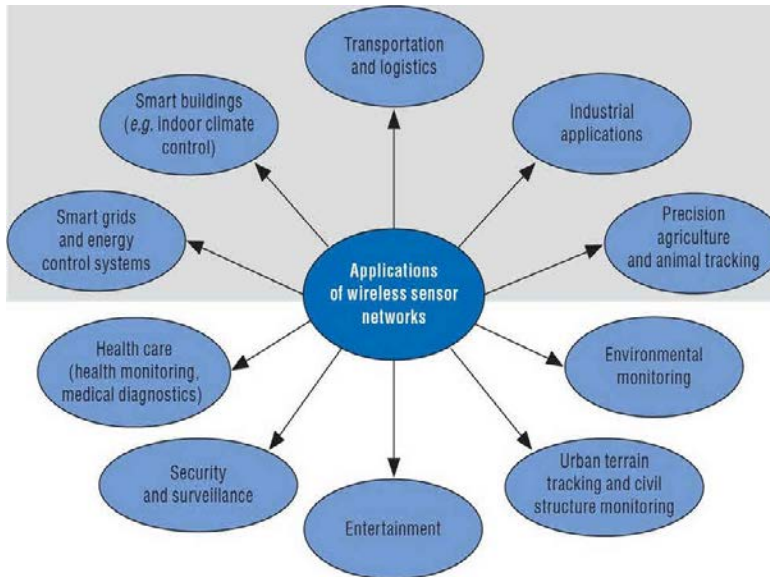 Transportation
and logistics
Smart buildings
(e.g. indoor climate
control)
Industrial
applications
Smart grids
and energy
control systems
Precision
agriculture
and animal tracking
Applications
of wireless sensor
networks
Health care
(health monitoring,
medical diagnostics)
Environmental
monitoring
Security
and surveillance
Urban terrain
tracking and civil
structure monitoring
Entertainment